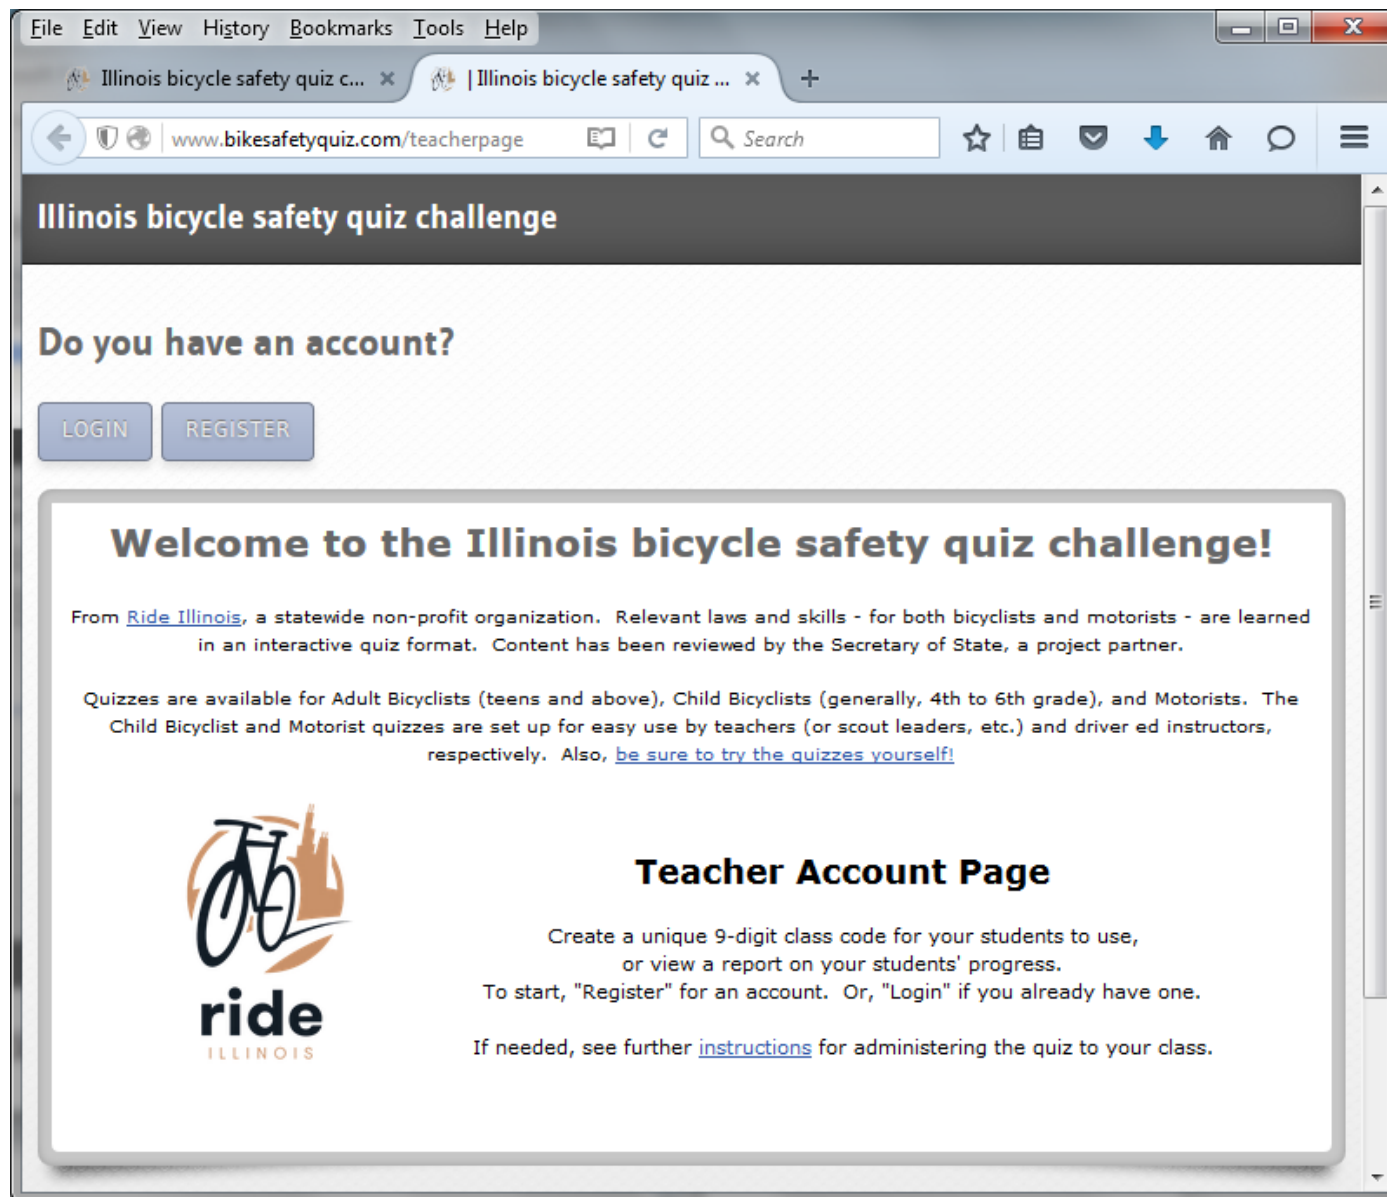 File Edit View History Bookmarks Tools Help
Illinois bicycle safety quiz c...
| Illinois bicycle safety quiz ...
www.bikesafetyquiz.com/teacherpage
Search
Illinois bicycle safety quiz challenge
Do you have an account?
LOGIN REGISTER
Welcome to the Illinois bicycle safety quiz challenge!
From Ride Illinois, a statewide non-profit organization. Relevant laws and skills - for both bicyclists and motorists - are learned
in an interactive quiz format. Content has been reviewed by the Secretary of State, a project partner.
Quizzes are available for Adult Bicyclists (teens and above), Child Bicyclists (generally, 4th to 6th grade), and Motorists. The
Child Bicyclist and Motorist quizzes are set up for easy use by teachers (or scout leaders, etc.) and driver ed instructors,
respectively. Also, be sure to try the quizzes yourself!
ride
ILLINOIS
Teacher Account Page
Create a unique 9-digit class code for your students to use,
or view a report on your students' progress.
To start, "Register" for an account. Or, "Login" if you already have one.
If needed, see further instructions for administering the quiz to your class.